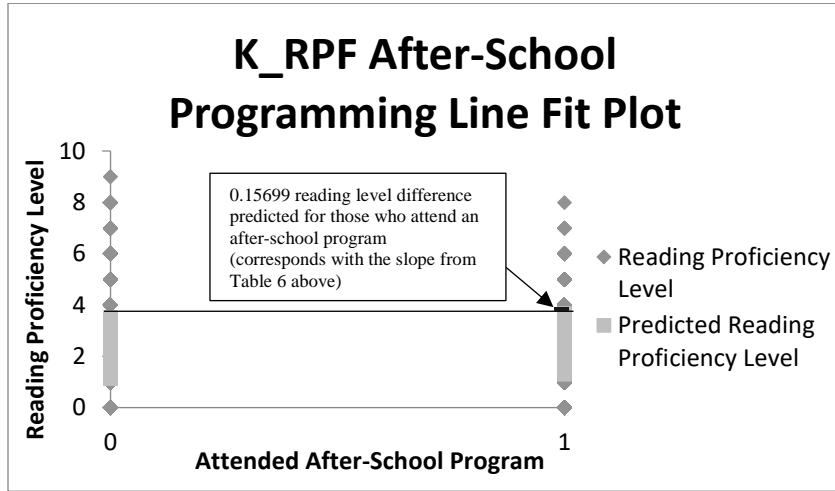 K_RPF After-School
Programming Line Fit Plot
10
8
6
4
2
0
Reading Proficiency Level
0.15699 reading level difference
predicted for those who attend an
after-school program
(corresponds with the slope from
Table 6 above)
Reading Proficiency
Level
Predicted Reading
Proficiency Level
0
1
Attended After-School Program